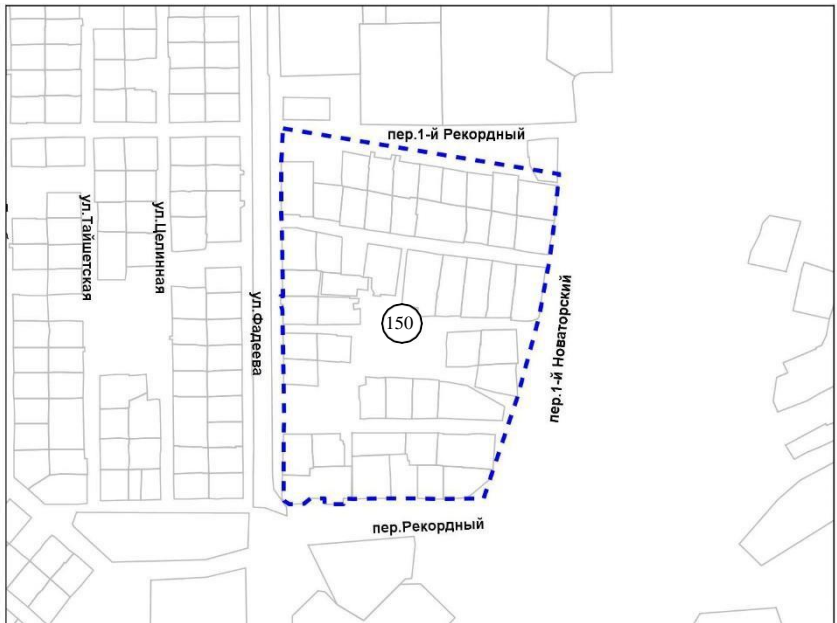 пер.1-й Рекордный
ул.Тайшетская
ул.Целинная
ул.Фадеева
150
пер.1-й Новаторский
пер.Рекордный